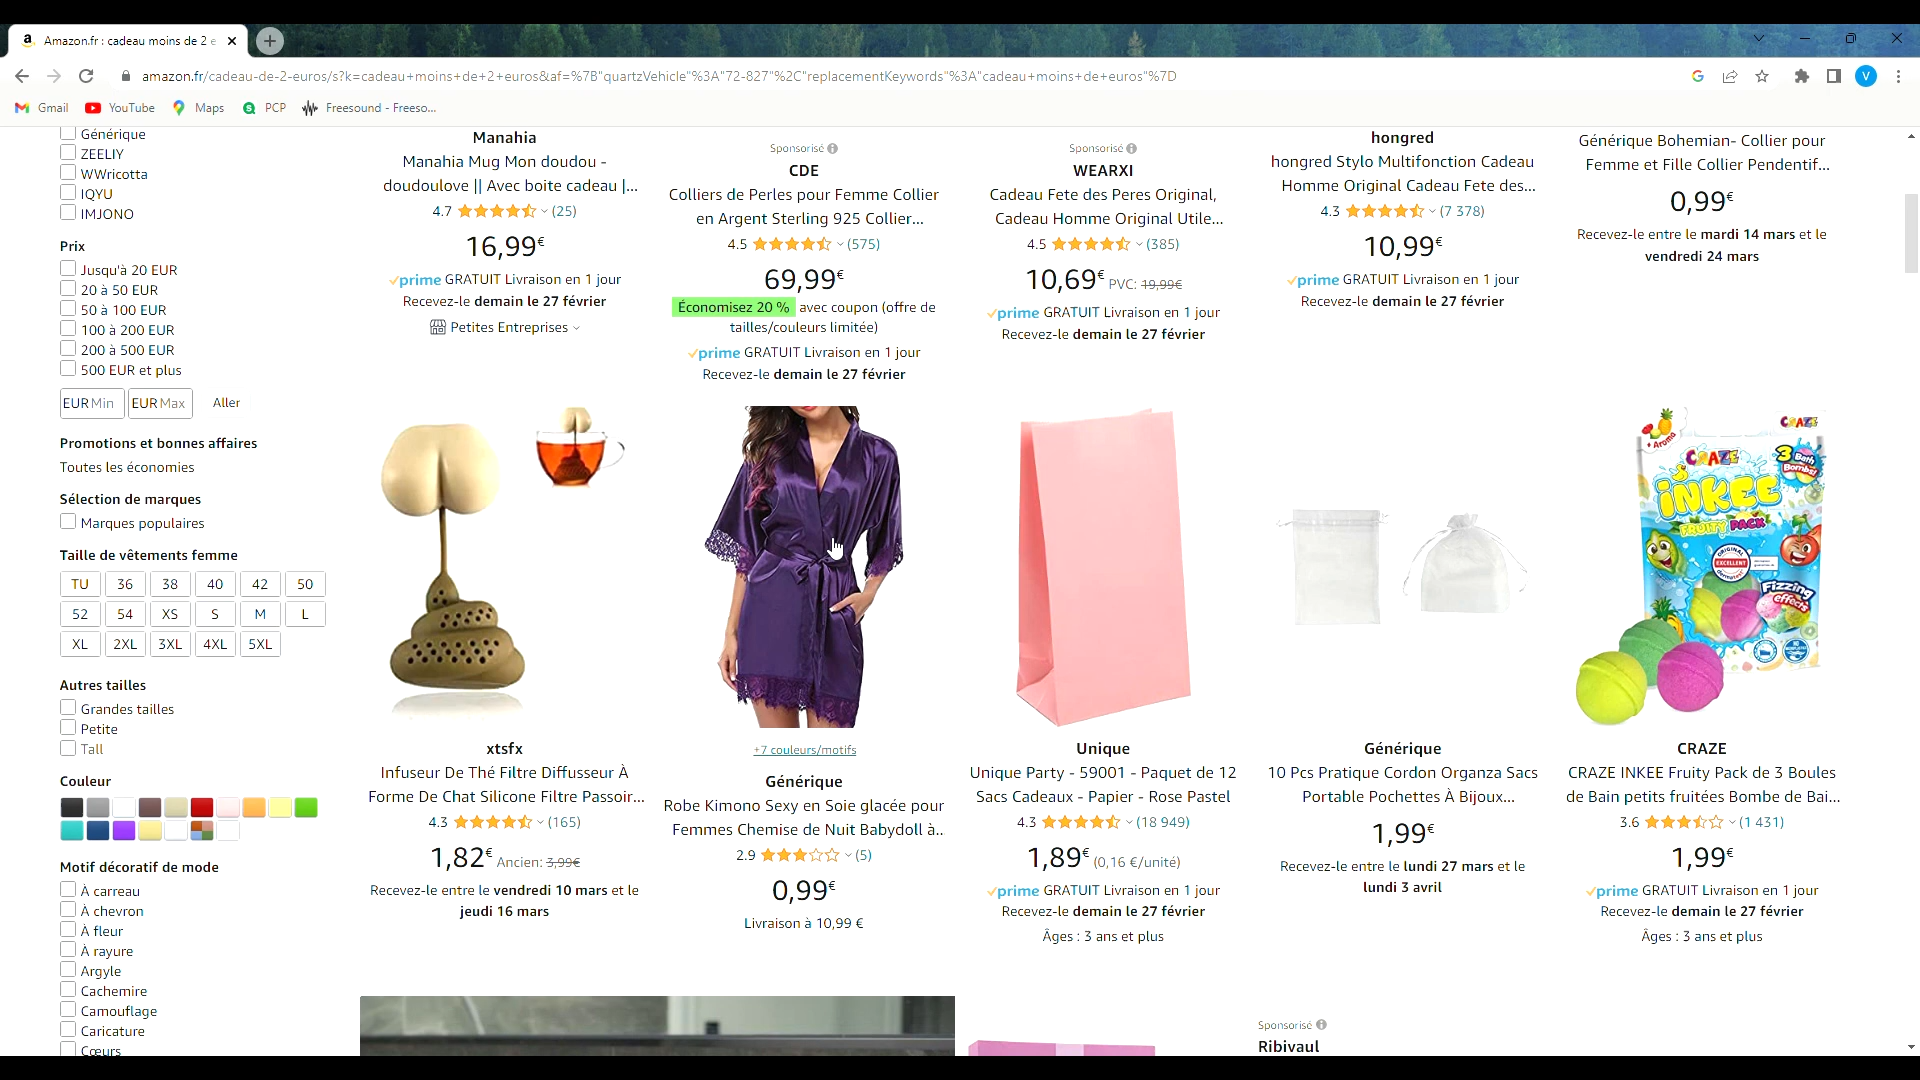 Amazon.fr : cadeau moins de 2 e
amazon.fr/cadeau-de-2-euros/s?k=cadeau+moins+de+2+euros&af=%7B"quartzVehicle"%3A"72-827"%2C"replacementKeywords"%3A"cadeau+moins+de+euros"%7D
V
Gmail YouTube Maps PCP Freesound - Freeso...
Générique
ZEELIY
WWricotta
IQYU
IMJONO
Prix
Jusqu'à 20 EUR
20 à 50 EUR
50 à 100 EUR
100 à 200 EUR
200 à 500 EUR
500 EUR et plus
EUR Min EUR Max Aller
Promotions et bonnes affaires
Toutes les économies
Sélection de marques
Marques populaires
Taille de vêtements femme
TU 36 38 40 42 50
52 54 XS S M L
XL 2XL 3XL 4XL 5XL
Autres tailles
Grandes tailles
Petite
Tall
Couleur
Motif décoratif de mode
À carreau
À chevron
À fleur
À rayure
Argyle
Cachemire
Camouflage
Caricature
Cœurs
Manahia
Manahia Mug Mon doudou -
doudoulove || Avec boite cadeau |...
4.7 (25)
16,99€
prime GRATUIT Livraison en 1 jour
Recevez-le demain le 27 février
Petites Entreprises
Sponsorisé
CDE
Colliers de Perles pour Femme Collier
en Argent Sterling 925 Collier...
4.5 (575)
69,99€
Économisez 20 % avec coupon (offre de
tailles/couleurs limitée)
prime GRATUIT Livraison en 1 jour
Recevez-le demain le 27 février
Sponsorisé
WEARXI
Cadeau Fete des Peres Original,
Cadeau Homme Original Utile...
4.5 (385)
10,69€ PVC: 19,99€
prime GRATUIT Livraison en 1 jour
Recevez-le demain le 27 février
hongred
hongred Stylo Multifonction Cadeau
Homme Original Cadeau Fete des...
4.3 (7 378)
10,99€
prime GRATUIT Livraison en 1 jour
Recevez-le demain le 27 février
Générique Bohemian- Collier pour
Femme et Fille Collier Pendentif...
0,99€
Recevez-le entre le mardi 14 mars et le
vendredi 24 mars
xtsfx
Infuseur De Thé Filtre Diffusseur À
Forme De Chat Silicone Filtre Passoir...
4.3 (165)
1,82€ Ancien: 3,99€
Recevez-le entre le vendredi 10 mars et le
jeudi 16 mars
+7 couleurs/motifs
Générique
Robe Kimono Sexy en Soie glacée pour
Femmes Chemise de Nuit Babydoll à..
2.9 (5)
0,99€
Livraison à 10,99 €
Unique
Unique Party - 59001 - Paquet de 12
Sacs Cadeaux - Papier - Rose Pastel
4.3 (18 949)
1,89€ (0,16 €/unité)
prime GRATUIT Livraison en 1 jour
Recevez-le demain le 27 février
Âges : 3 ans et plus
Générique
10 Pcs Pratique Cordon Organza Sacs
Portable Pochettes À Bijoux...
1,99€
Recevez-le entre le lundi 27 mars et le
lundi 3 avril
+ Aroma
CRAZE
CRAZE
3 Bath
Bombs!
INKEE
FRUITY PACK
ORIGINAL
EXCELLENT
Fizzing
effects
CRAZE
CRAZE INKEE Fruity Pack de 3 Boules
de Bain petits fruitées Bombe de Bai...
3.6 (1 431)
1,99€
prime GRATUIT Livraison en 1 jour
Recevez-le demain le 27 février
Âges : 3 ans et plus
Sponsorisé
Ribivaul